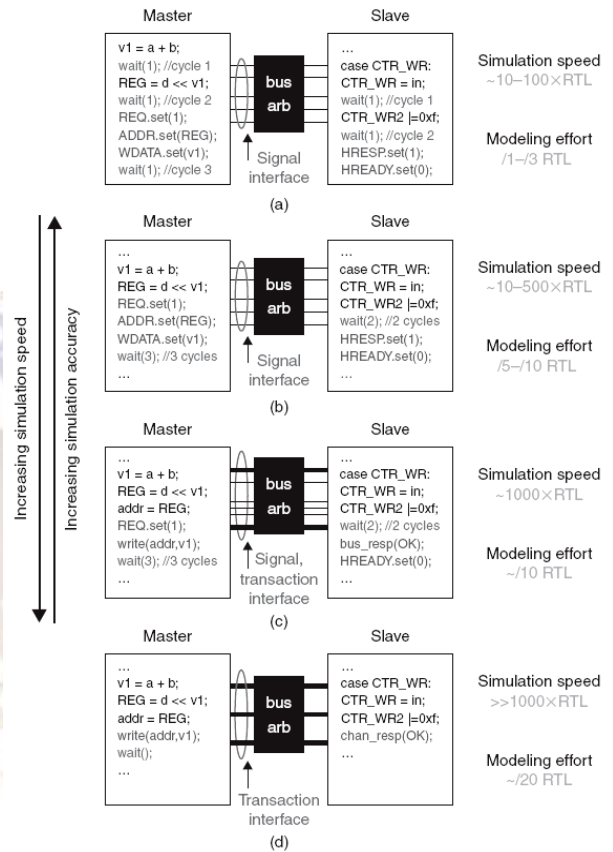 Master
Slave
v1 = a + b;
wait(1); //cycle 1
REG = d << v1;
wait(1); //cycle 2
REQ.set(1);
ADDR.set(REG);
WDATA.set(v1);
wait(1); //cycle 3
bus
arb
Signal
interface
...
case CTR_WR:
CTR_WR = in;
wait(1); //cycle 1
CTR_WR2 |=0xf;
wait(1); //cycle 2
HRESP.set(1);
HREADY.set(0);
Simulation speed
~10–100×RTL
Modeling effort
/1–/3 RTL
(a)
Increasing simulation speed
Increasing simulation accuracy
Master
Slave
...
v1 = a + b;
REG = d << v1;
REQ.set(1);
ADDR.set(REG);
WDATA.set(v1);
wait(3); //3 cycles
...
bus
arb
Signal
interface
...
case CTR_WR:
CTR_WR = in;
CTR_WR2 |=0xf;
wait(2); //2 cycles
HRESP.set(1);
HREADY.set(0);
...
Simulation speed
~10–500×RTL
Modeling effort
/5–/10 RTL
(b)
Master
Slave
...
v1 = a + b;
REG = d << v1;
addr = REG;
REQ.set(1);
write(addr,v1);
wait(3); //3 cycles
...
bus
arb
Signal,
transaction
interface
...
case CTR_WR:
CTR_WR = in;
CTR_WR2 |=0xf;
wait(2); //2 cycles
bus_resp(OK);
HREADY.set(0);
...
Simulation speed
~1000×RTL
Modeling effort
~/10 RTL
(c)
Master
Slave
...
v1 = a + b;
REG = d << v1;
addr = REG;
write(addr,v1);
wait();
...
bus
arb
Transaction
interface
...
case CTR_WR:
CTR_WR = in;
CTR_WR2 |=0xf;
chan_resp(OK);
...
Simulation speed
>>1000×RTL
Modeling effort
~/20 RTL
(d)